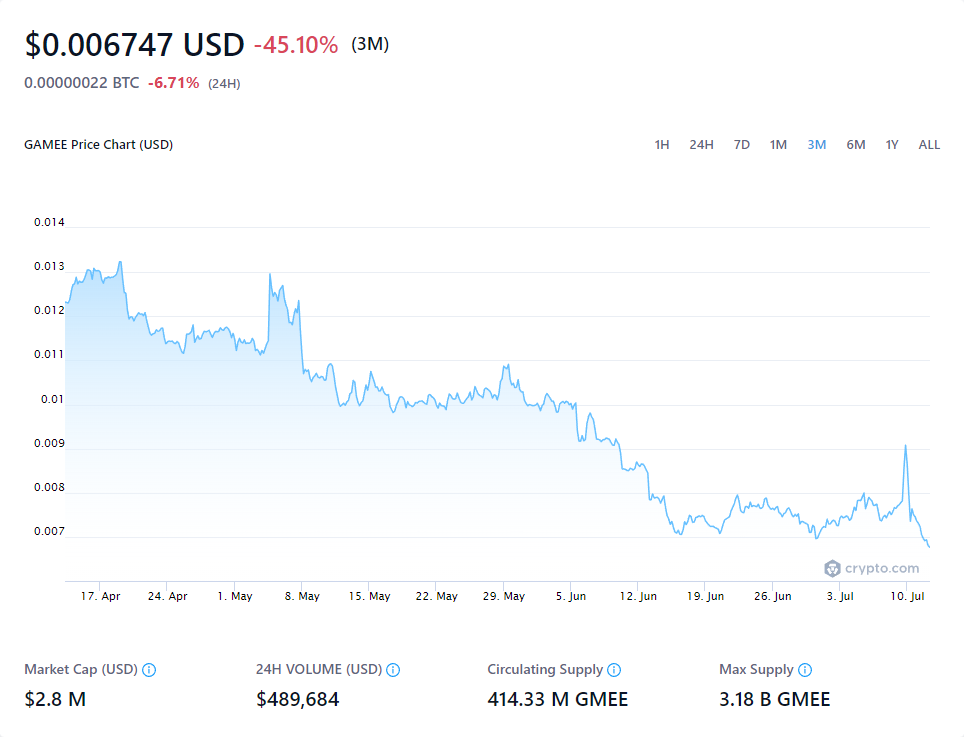 $0.006747 USD -45.10% (3M)
0.00000022 BTC -6.71% (24H)
GAMEE Price Chart (USD) 1H 24H 7D 1M 3M 6M 1Y ALL
0.014
0.013
0.012
0.011
0.01
0.009
0.008
0.007
crypto.com
17. Apr 24. Apr 1. May 8. May 15. May 22. May 29. May 5. Jun 12. Jun 19. Jun 26. Jun 3. Jul 10. Jul
Market Cap (USD) 24H VOLUME (USD) Circulating Supply Max Supply
$2.8 M $489,684 414.33 M GMEE 3.18 B GMEE